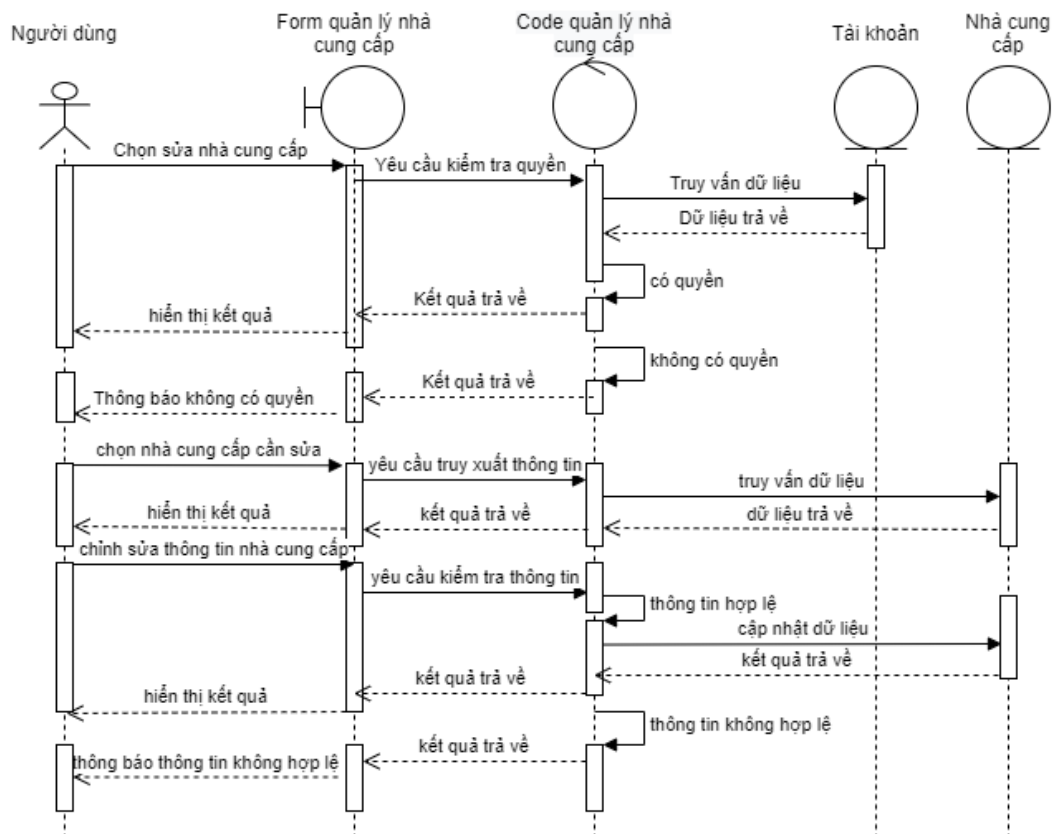 Người dùng
Form quản lý nhà
cung cấp
Code quản lý nhà
cung cấp
Tài khoản
Nhà cung
cấp
Chọn sửa nhà cung cấp
Yêu cầu kiểm tra quyền
Truy vấn dữ liệu
Dữ liệu trả về
có quyền
Kết quả trả về
hiển thị kết quả
không có quyền
Kết quả trả về
Thông báo không có quyền
chọn nhà cung cấp cần sửa
yêu cầu truy xuất thông tin
truy vấn dữ liệu
dữ liệu trả về
kết quả trả về
hiển thị kết quả
chỉnh sửa thông tin nhà cung cấp
yêu cầu kiểm tra thông tin
thông tin hợp lệ
cập nhật dữ liệu
kết quả trả về
kết quả trả về
hiển thị kết quả
thông tin không hợp lệ
kết quả trả về
thông báo thông tin không hợp lệ